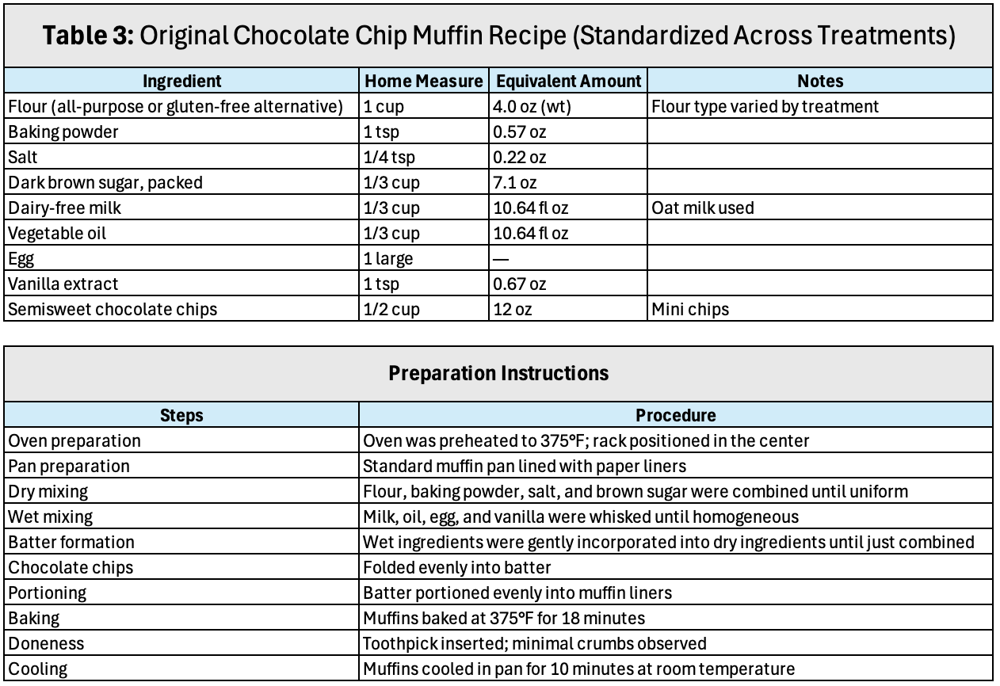 Table 3: Original Chocolate Chip Muffin Recipe (Standardized Across Treatments)
Ingredient Home Measure Equivalent Amount Notes
Flour (all-purpose or gluten-free alternative) 1 cup 4.0 oz (wt) Flour type varied by treatment
Baking powder 1 tsp 0.57 oz
Salt 1/4 tsp 0.22 oz
Dark brown sugar, packed 1/3 cup 7.1 oz
Dairy-free milk 1/3 cup 10.64 fl oz Oat milk used
Vegetable oil 1/3 cup 10.64 fl oz
Egg 1 large —
Vanilla extract 1 tsp 0.67 oz
Semisweet chocolate chips 1/2 cup 12 oz Mini chips
Preparation Instructions
Steps Procedure
Oven preparation Oven was preheated to 375°F; rack positioned in the center
Pan preparation Standard muffin pan lined with paper liners
Dry mixing Flour, baking powder, salt, and brown sugar were combined until uniform
Wet mixing Milk, oil, egg, and vanilla were whisked until homogeneous
Batter formation Wet ingredients were gently incorporated into dry ingredients until just combined
Chocolate chips Folded evenly into batter
Portioning Batter portioned evenly into muffin liners
Baking Muffins baked at 375°F for 18 minutes
Doneness Toothpick inserted; minimal crumbs observed
Cooling Muffins cooled in pan for 10 minutes at room temperature